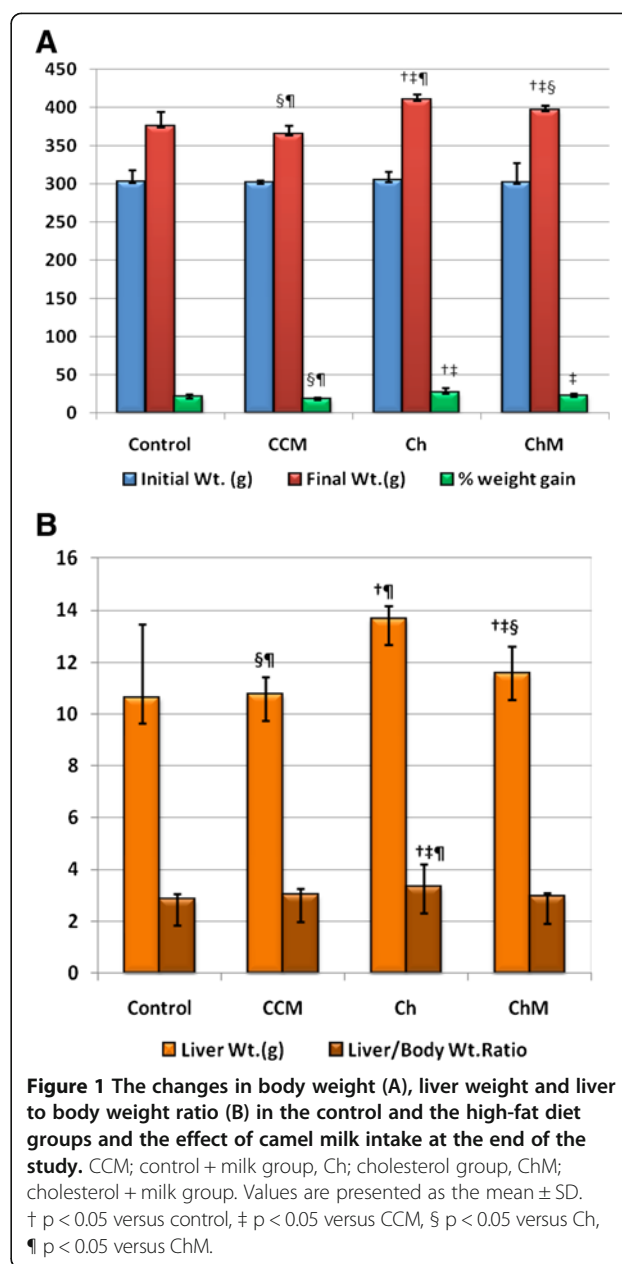 A
450
400
350
300
250
200
150
100
50
0
§¶
†‡¶
†‡§
§¶
†‡
‡
Control CCM Ch ChM
Initial Wt. (g) Final Wt.(g) % weight gain
B
16
14
12
10
8
6
4
2
0
§¶
†¶
†‡§
†‡¶
Control CCM Ch ChM
Liver Wt.(g) Liver/Body Wt.Ratio
Figure 1 The changes in body weight (A), liver weight and liver
to body weight ratio (B) in the control and the high-fat diet
groups and the effect of camel milk intake at the end of the
study. CCM; control + milk group, Ch; cholesterol group, ChM;
cholesterol + milk group. Values are presented as the mean ± SD.
† p < 0.05 versus control, ‡ p < 0.05 versus CCM, § p < 0.05 versus Ch,
¶ p < 0.05 versus ChM.